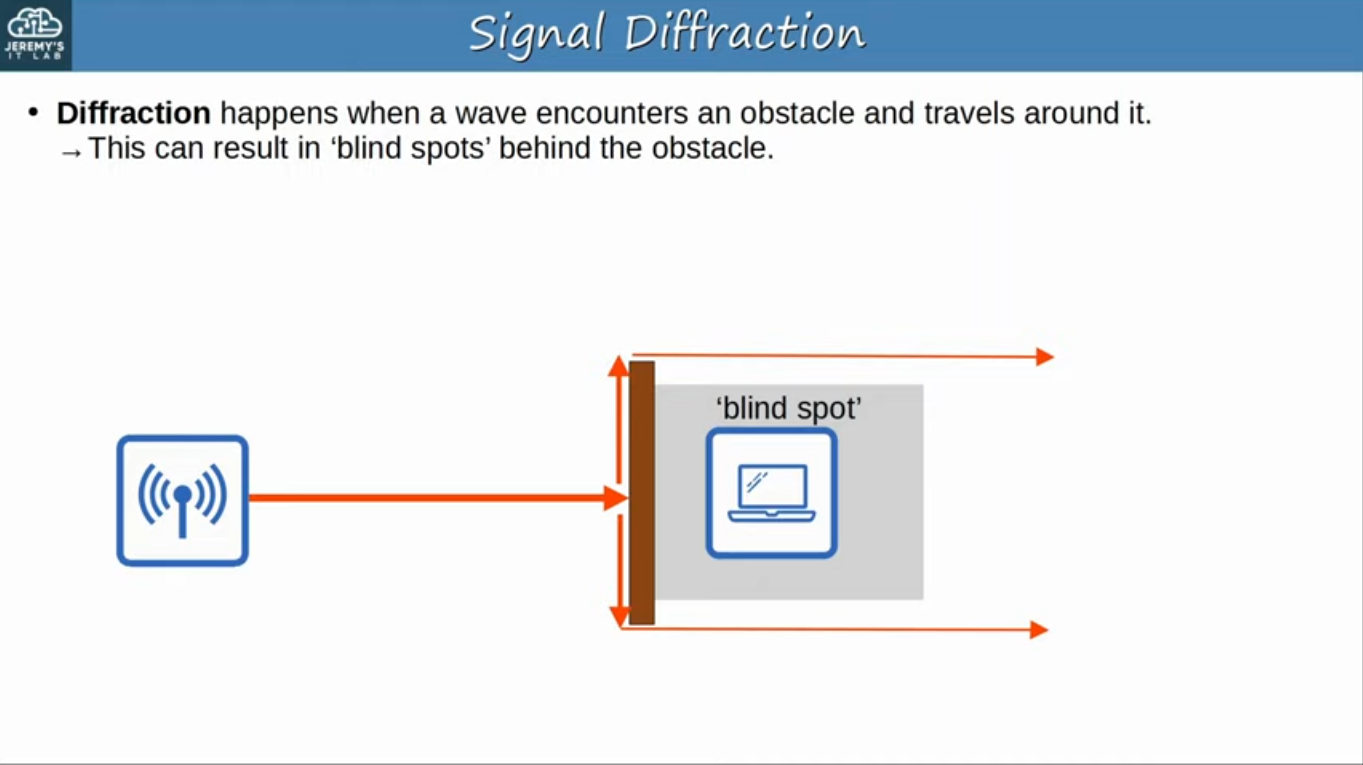 JEREMY'S
IT LAB
Signal Diffraction
• Diffraction happens when a wave encounters an obstacle and travels around it.
→This can result in ‘blind spots’ behind the obstacle.
‘blind spot’